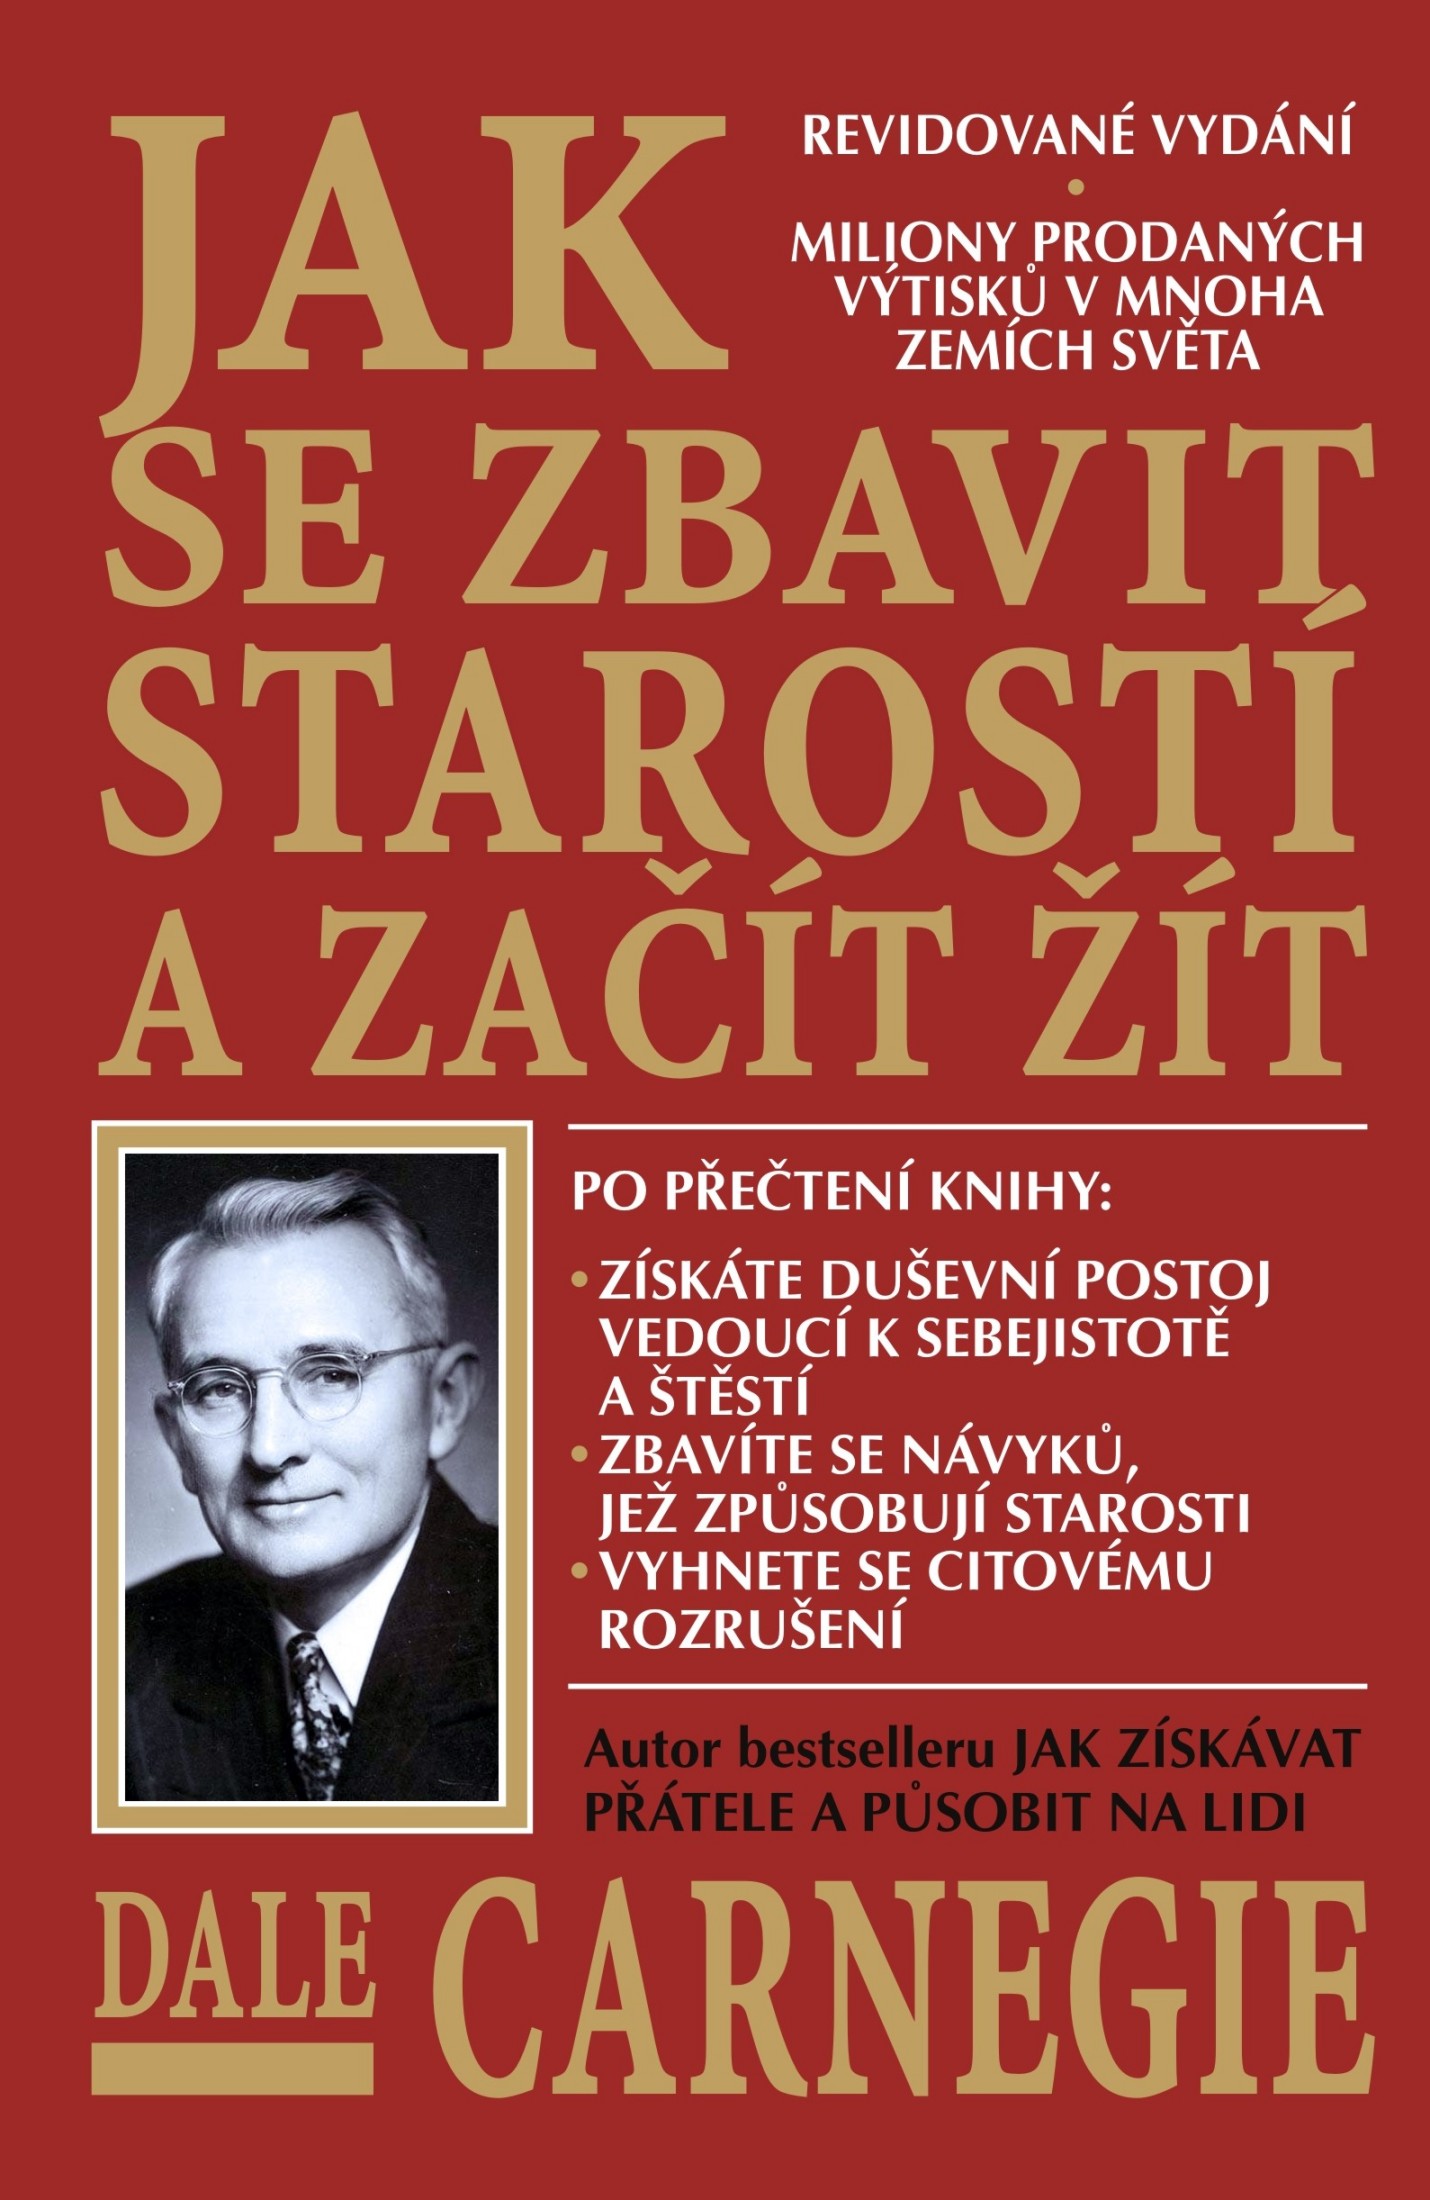 JAK
REVIDOVANÉ VYDÁNÍ
•
MILIONY PRODANÝCH
VÝTISKŮ V MNOHA
ZEMÍCH SVĚTA
SE ZBAVIT
STAROSTÍ
A ZAČÍT ŽÍT
PO PŘEČTENÍ KNIHY:
• ZÍSKÁTE DUŠEVNÍ POSTOJ
VEDOUCÍ K SEBEJISTOTĚ
A ŠTĚSTÍ
• ZBAVÍTE SE NÁVYKŮ,
JEŽ ZPŮSOBUJÍ STAROSTI
• VYHNETE SE CITOVÉMU
ROZRUŠENÍ
Autor bestselleru JAK ZÍSKÁVAT
PŘÁTELE A PŮSOBIT NA LIDI
DALE CARNEGIE